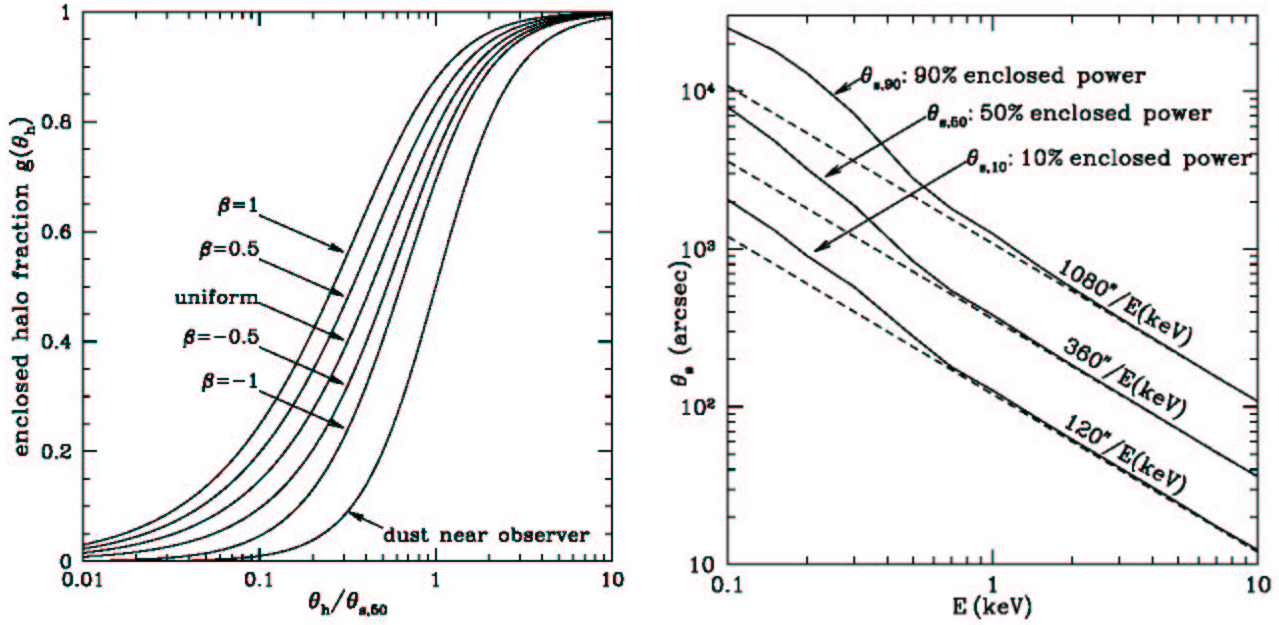 1
0.8
0.6
0.4
0.2
0
enclosed halo fraction g(θh)
β=1
β=0.5
uniform
β=−0.5
β=−1
dust near observer
0.01
0.1
1
10
θh/θs,50
10⁴
10³
10²
10
θs (arcsec)
θs,90: 90% enclosed power
θs,50: 50% enclosed power
θs,10: 10% enclosed power
1080"/E(keV)
360"/E(keV)
120"/E(keV)
0.1
1
10
E (keV)